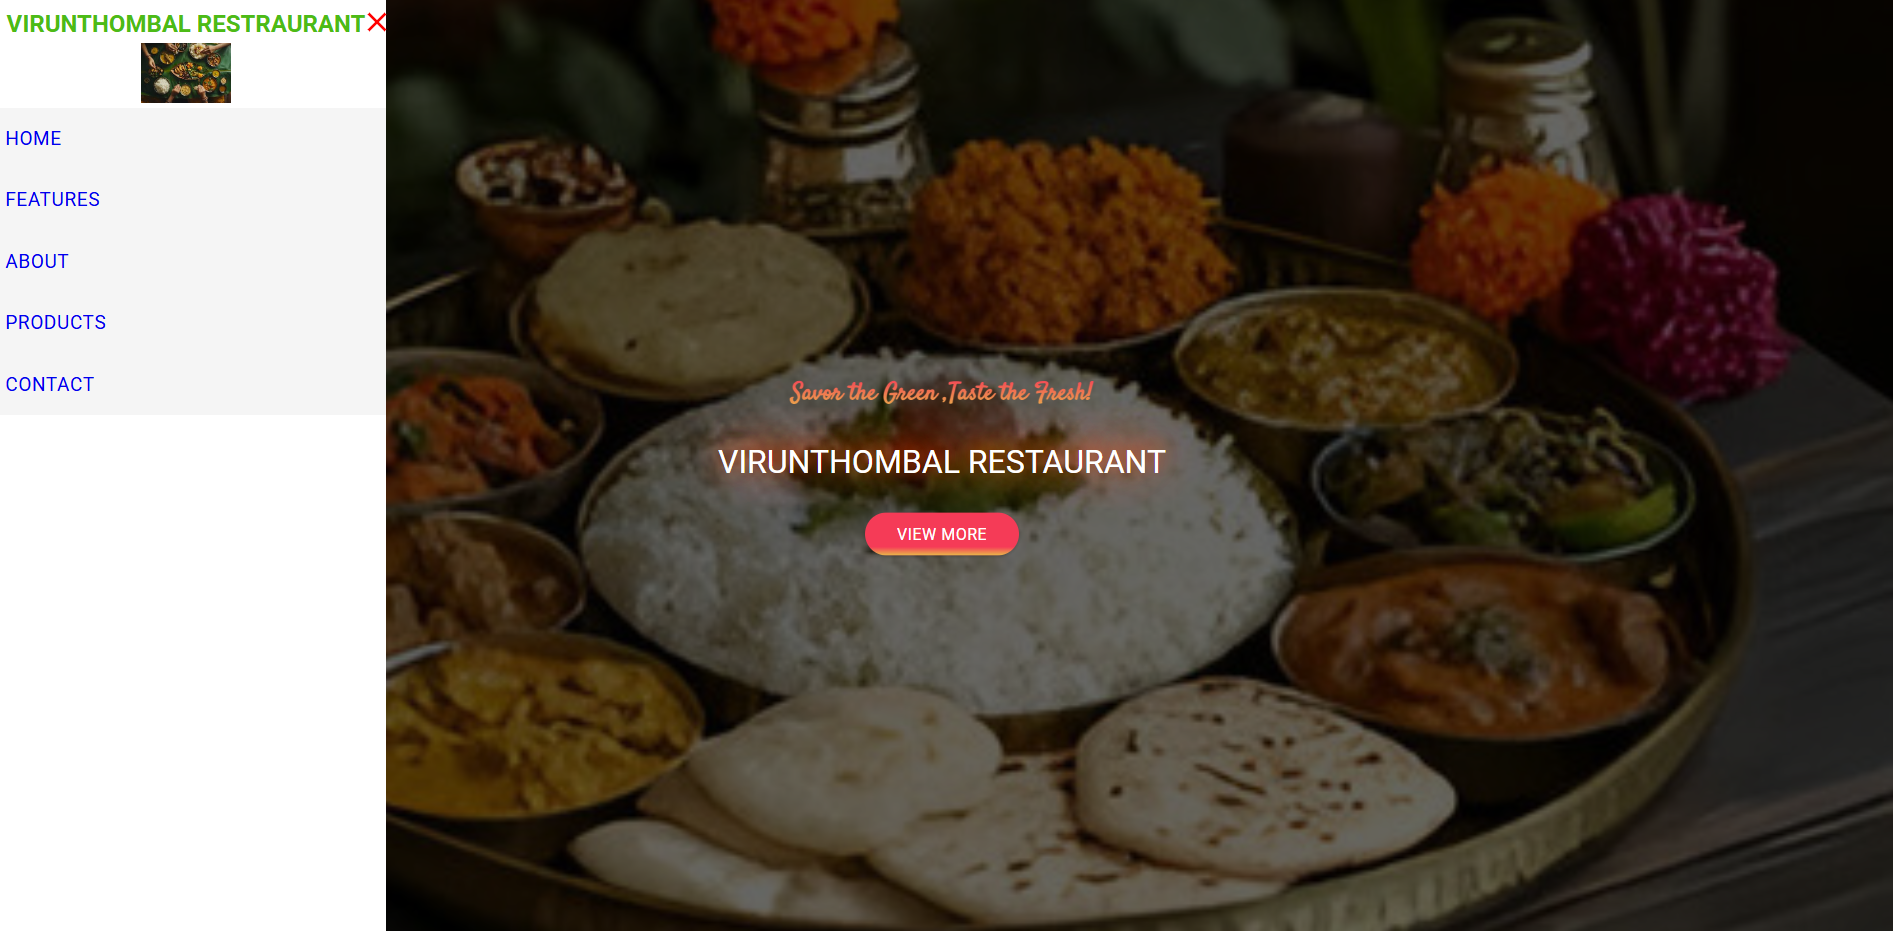 VIRUNTHOMBAL RESTRAURANT
HOME
FEATURES
ABOUT
PRODUCTS
CONTACT
Savor the Green ,Taste the Fresh!
VIRUNTHOMBAL RESTAURANT
VIEW MORE